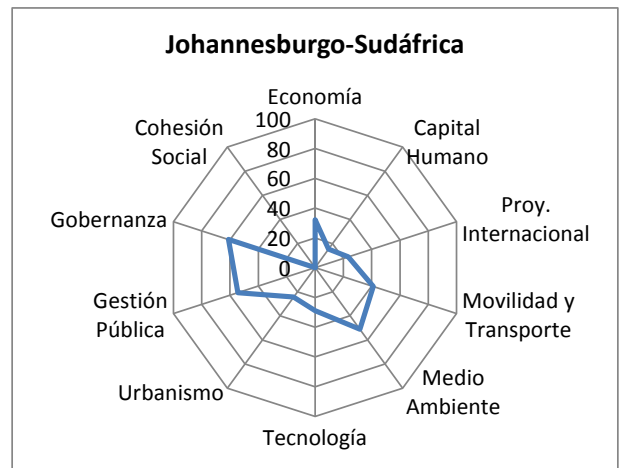 Johannesburgo-Sudáfrica
Economía
Capital
Humano
Proy.
Internacional
Movilidad y
Transporte
Medio
Ambiente
Tecnología
Urbanismo
Gestión
Pública
Gobernanza
Cohesión
Social
100
80
60
40
20
0